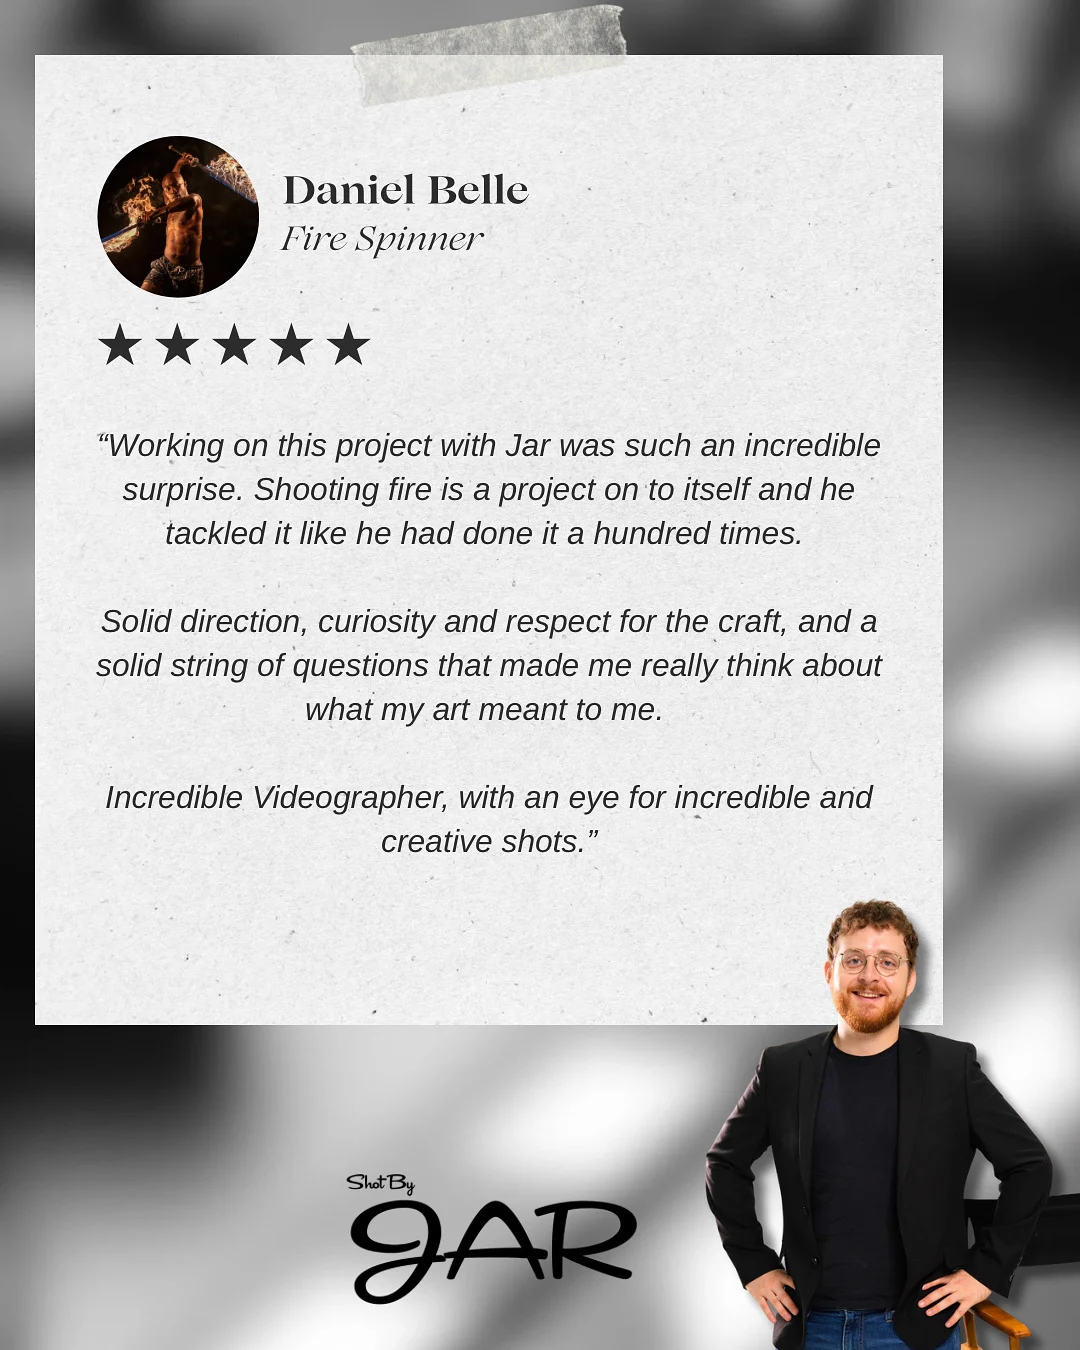 Daniel Belle
Fire Spinner
★★★★★
“Working on this project with Jar was such an incredible
surprise. Shooting fire is a project on to itself and he
tackled it like he had done it a hundred times.
Solid direction, curiosity and respect for the craft, and a
solid string of questions that made me really think about
what my art meant to me.
Incredible Videographer, with an eye for incredible and
creative shots.”
Shot By
JAR